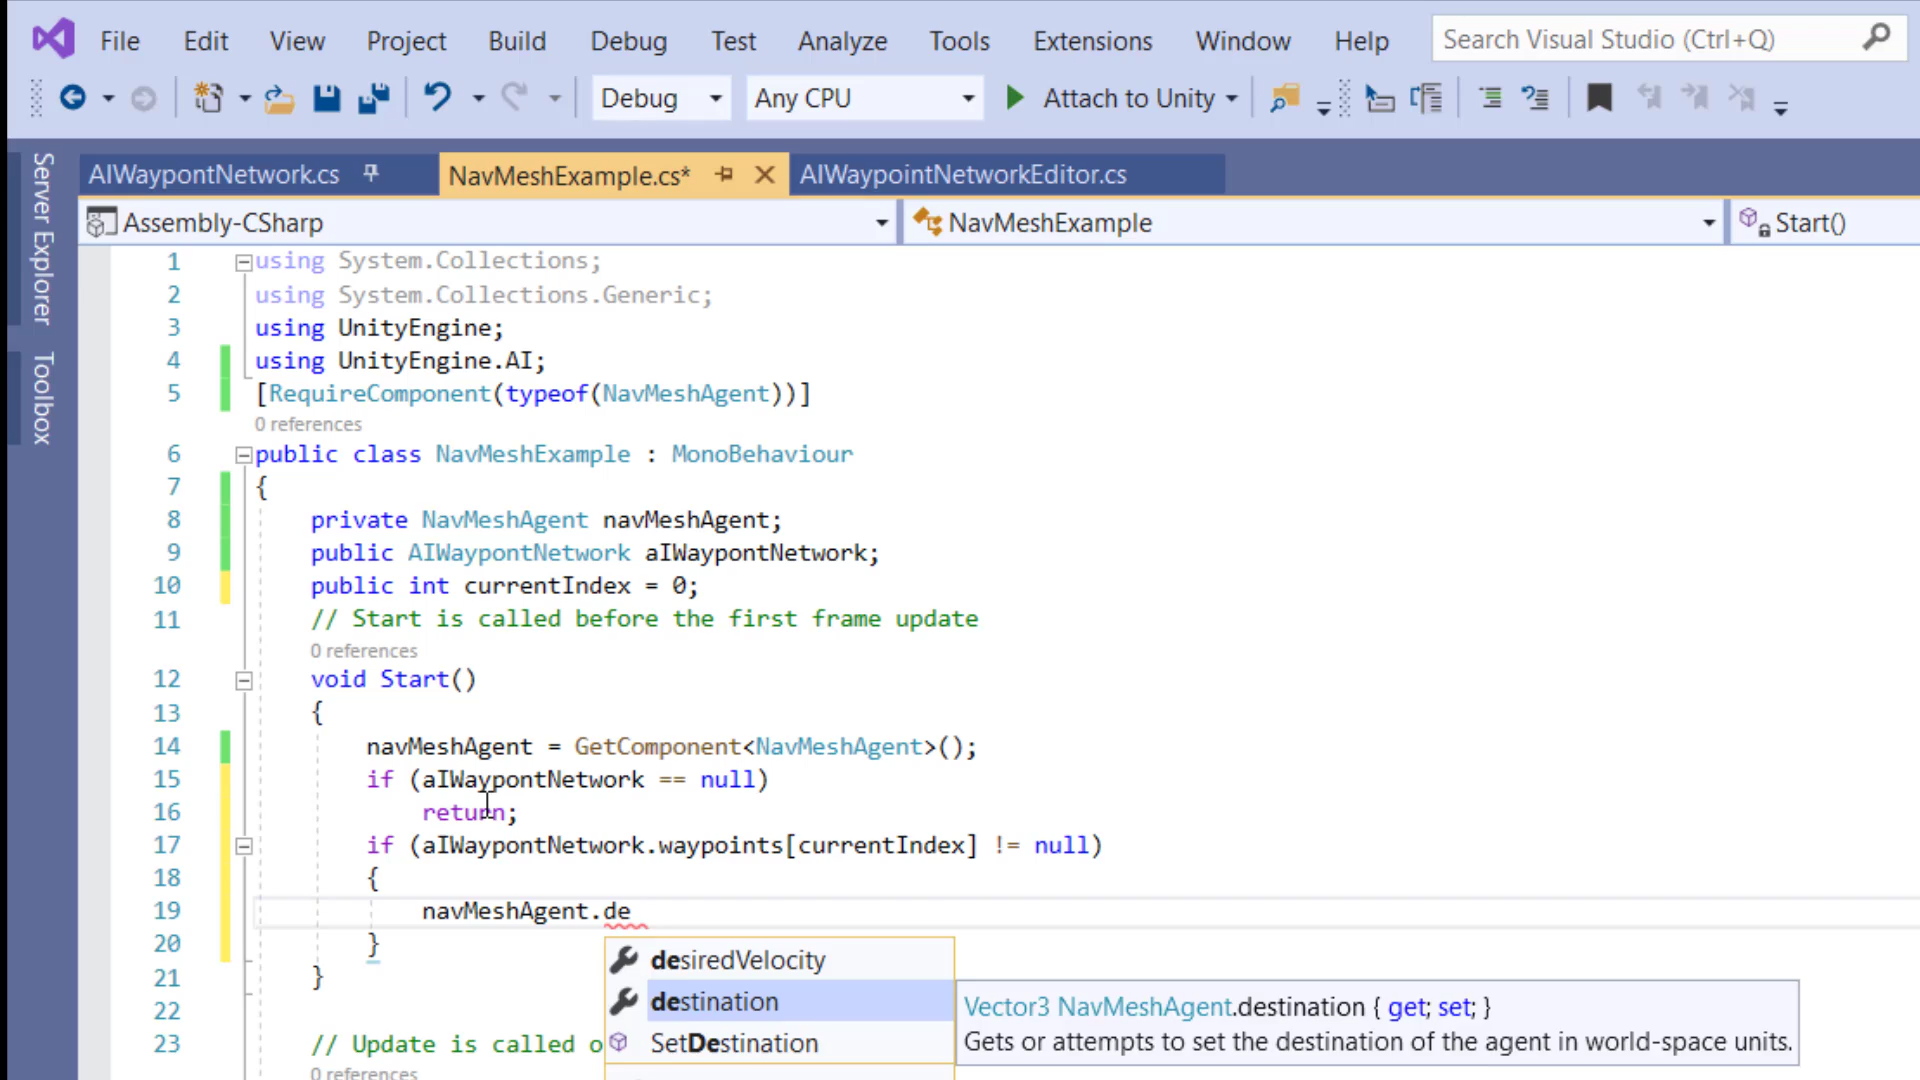 File Edit View Project Build Debug Test Analyze Tools Extensions Window Help Search Visual Studio (Ctrl+Q)
Debug Any CPU Attach to Unity
Server Explorer
Toolbox
AIWaypontNetwork.cs NavMeshExample.cs* AIWaypointNetworkEditor.cs
Assembly-CSharp NavMeshExample Start()
1 using System.Collections;
2 using System.Collections.Generic;
3 using UnityEngine;
4 using UnityEngine.AI;
5 [RequireComponent(typeof(NavMeshAgent))]
0 references
6 public class NavMeshExample : MonoBehaviour
7 {
8 private NavMeshAgent navMeshAgent;
9 public AIWaypontNetwork aIWaypontNetwork;
10 public int currentIndex = 0;
11 // Start is called before the first frame update
0 references
12 void Start()
13 {
14 navMeshAgent = GetComponent<NavMeshAgent>();
15 if (aIWaypontNetwork == null)
16 return;
17 if (aIWaypontNetwork.waypoints[currentIndex] != null)
18 {
19 navMeshAgent.de
20 }
desiredVelocity
21 }
destination Vector3 NavMeshAgent.destination { get; set; }
22
SetDestination Gets or attempts to set the destination of the agent in world-space units.
23 // Update is called o
0 references